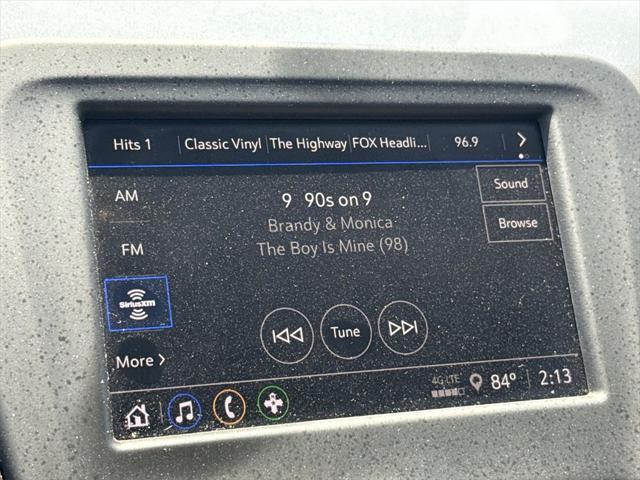 Hits 1 Classic Vinyl The Highway FOX Headli... 96.9
AM
Sound
9 90s on 9
Brandy & Monica
Browse
FM
The Boy Is Mine (98)
SiriusXM
Tune
More
4G LTE 84° 2:13